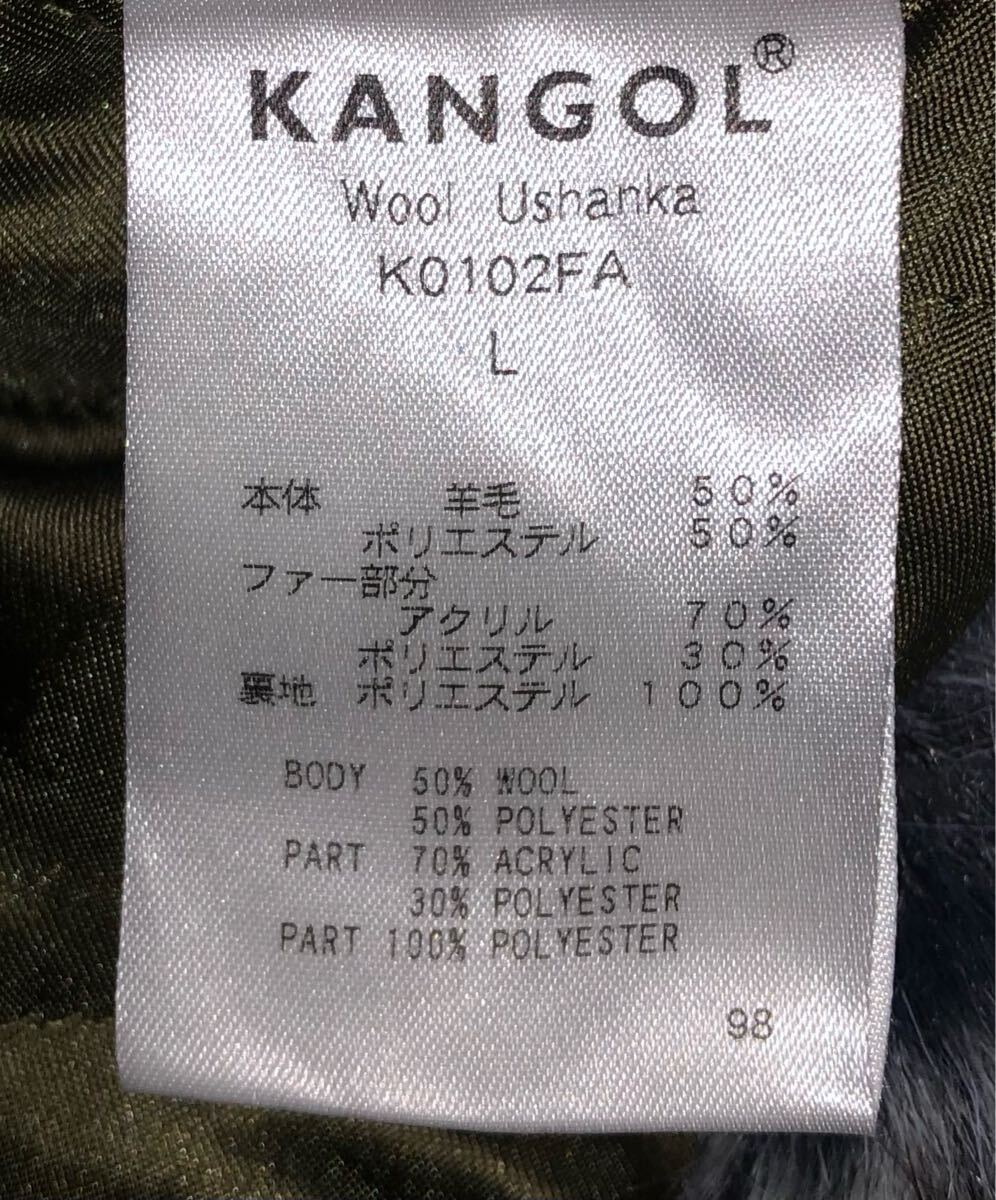 KANGOL®
Wool Ushanka
K0102FA
L
本体 羊毛 50%
ポリエステル 50%
ファー部分
アクリル 70%
ポリエステル 30%
裏地 ポリエステル 100%
BODY 50% WOOL
50% POLYESTER
PART 70% ACRYLIC
30% POLYESTER
PART 100% POLYESTER
98